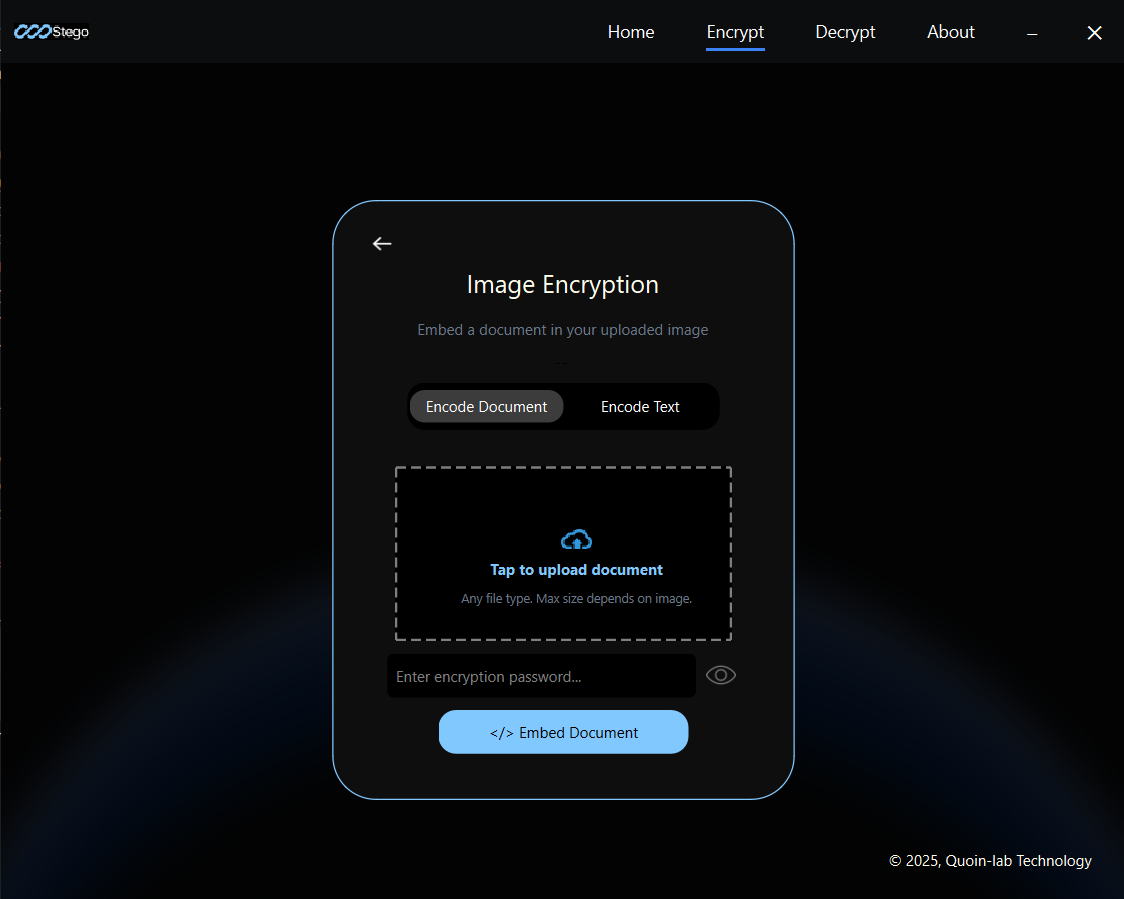 Stego
Home
Encrypt
Decrypt
About
Image Encryption
Embed a document in your uploaded image
Encode Document
Encode Text
Tap to upload document
Any file type. Max size depends on image.
Enter encryption password...
</> Embed Document
© 2025, Quoin-lab Technology